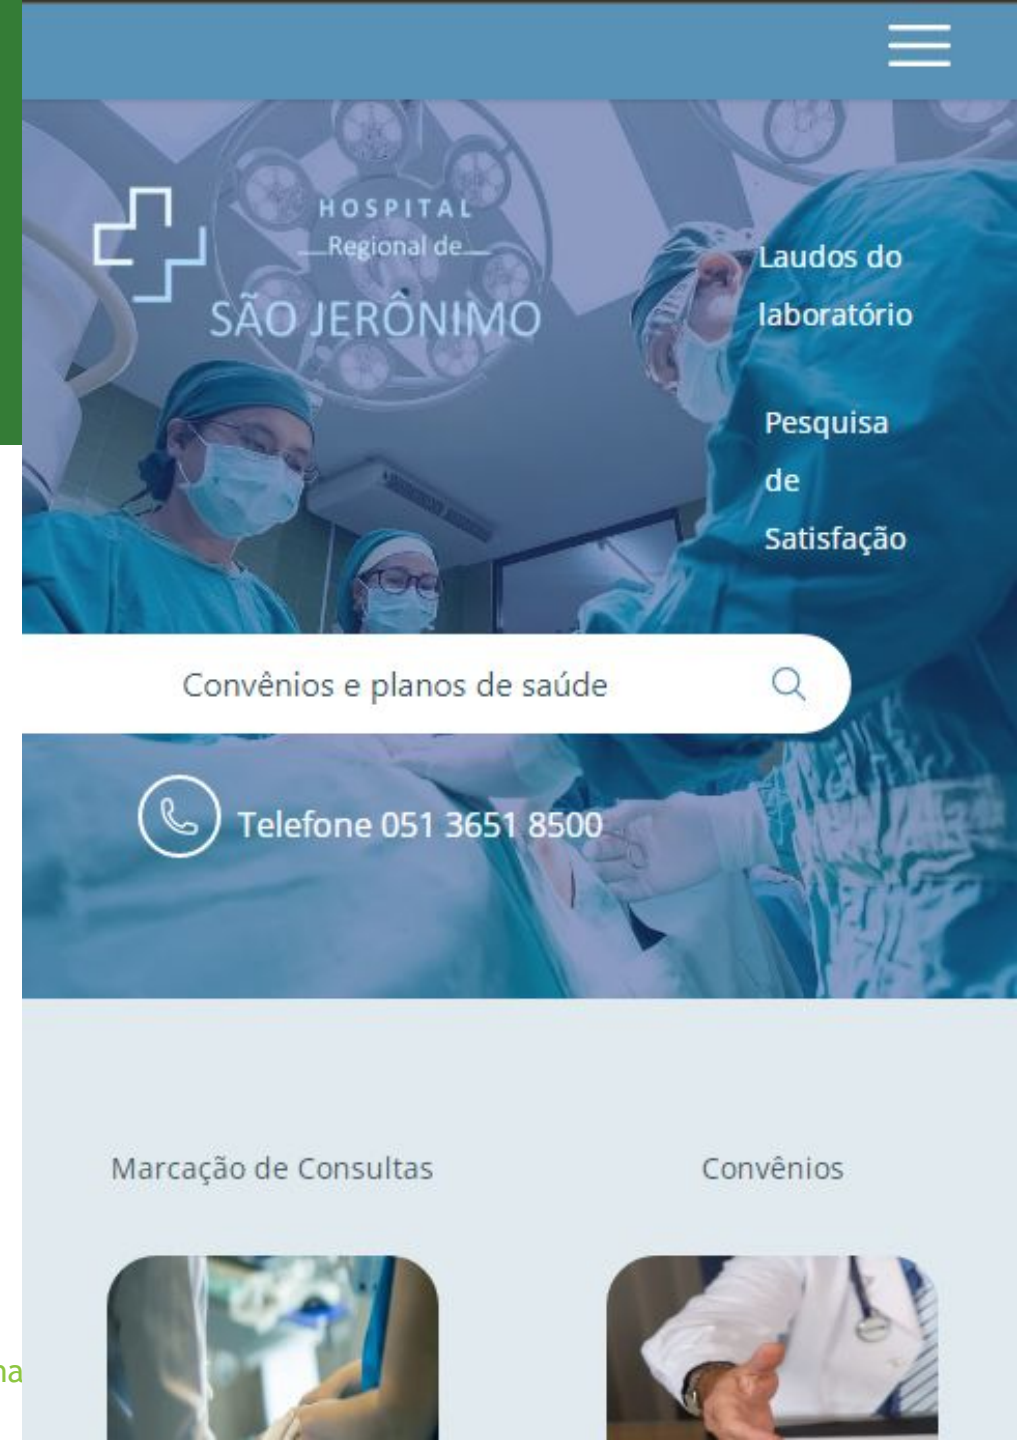 HOSPITAL
Regional de
SÃO JERÔNIMO
Laudos do
laboratório
Pesquisa
de
Satisfação
Convênios e planos de saúde
Telefone 051 3651 8500
Marcação de Consultas
Convênios
na